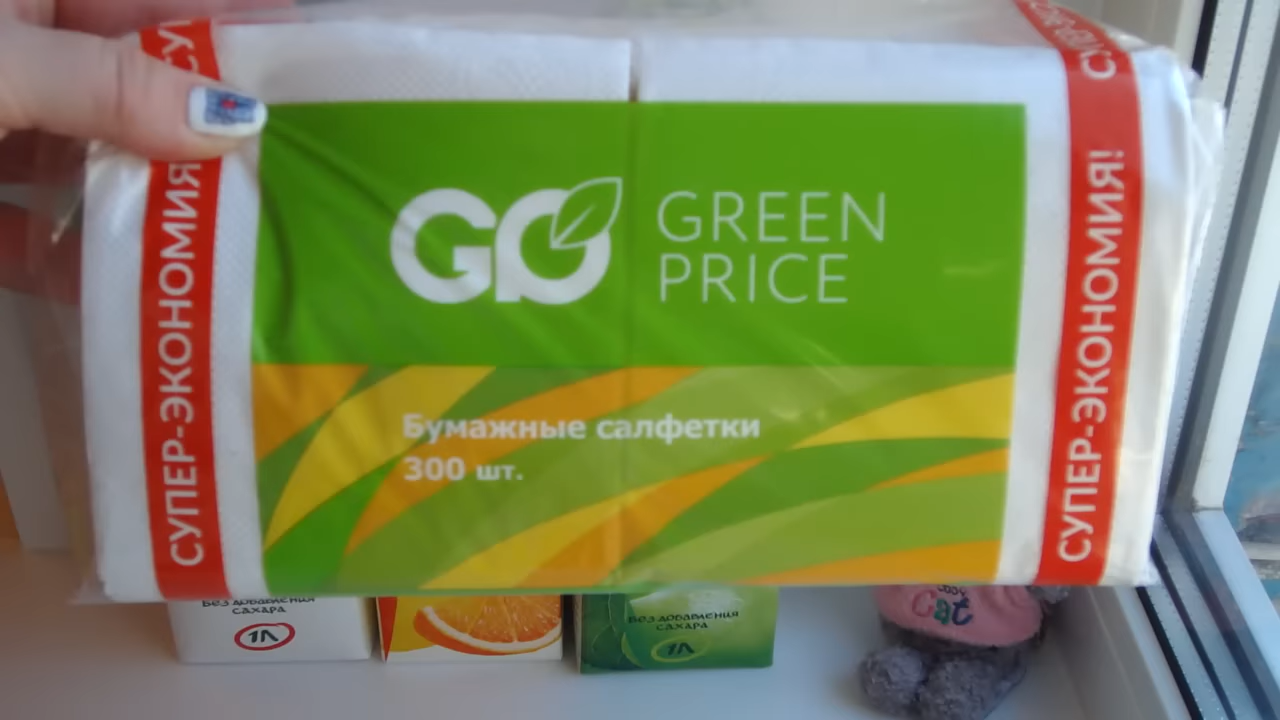 СУПЕР-ЭКОНОМИЯ
СУПЕР-ЭКОНОМИЯ!
GP
GREEN
PRICE
Бумажные салфетки
300 шт.
БЕЗ ДОБАВЛЕНИЯ
САХАРА
1Л
БЕЗ ДОБАВЛЕНИЯ
САХАРА
1Л
Cat